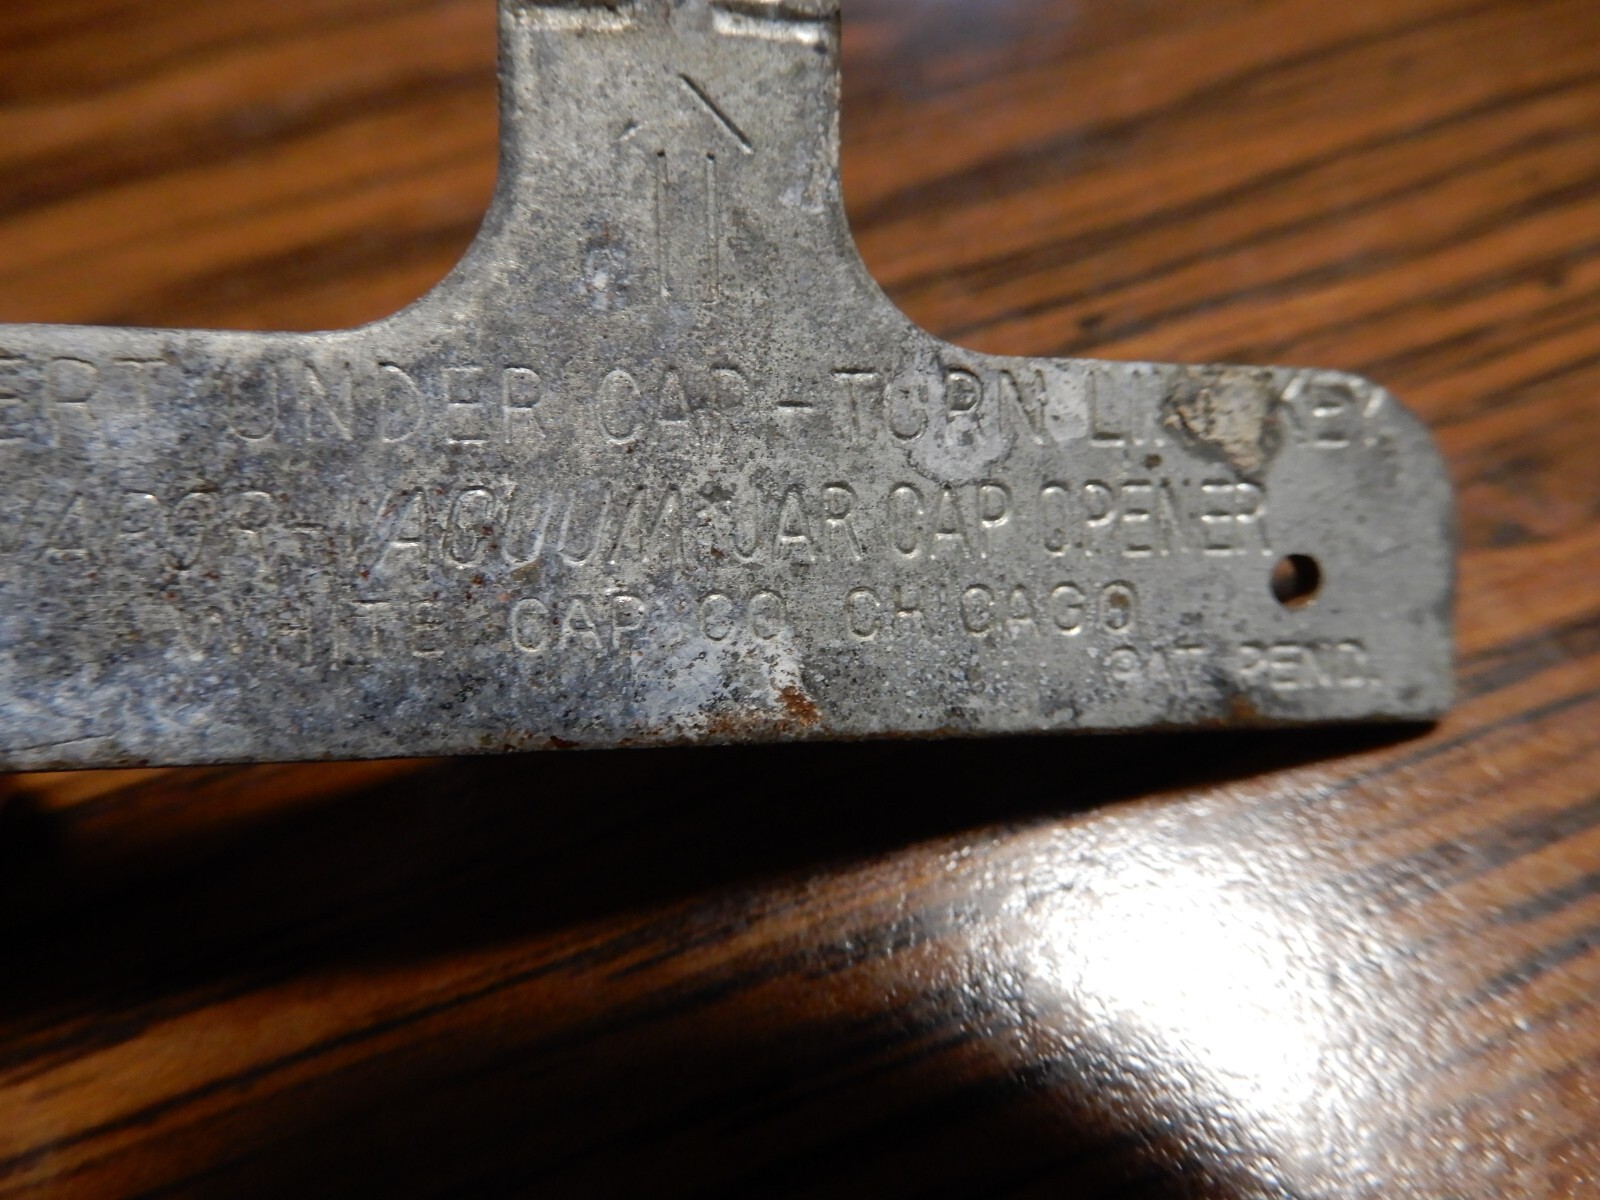 ERT UNDER CAP - TURN LIKE KEY
VAPOR-VACUUM JAR CAP OPENER
WHITE CAP CO CHICAGO
PAT. PEND.